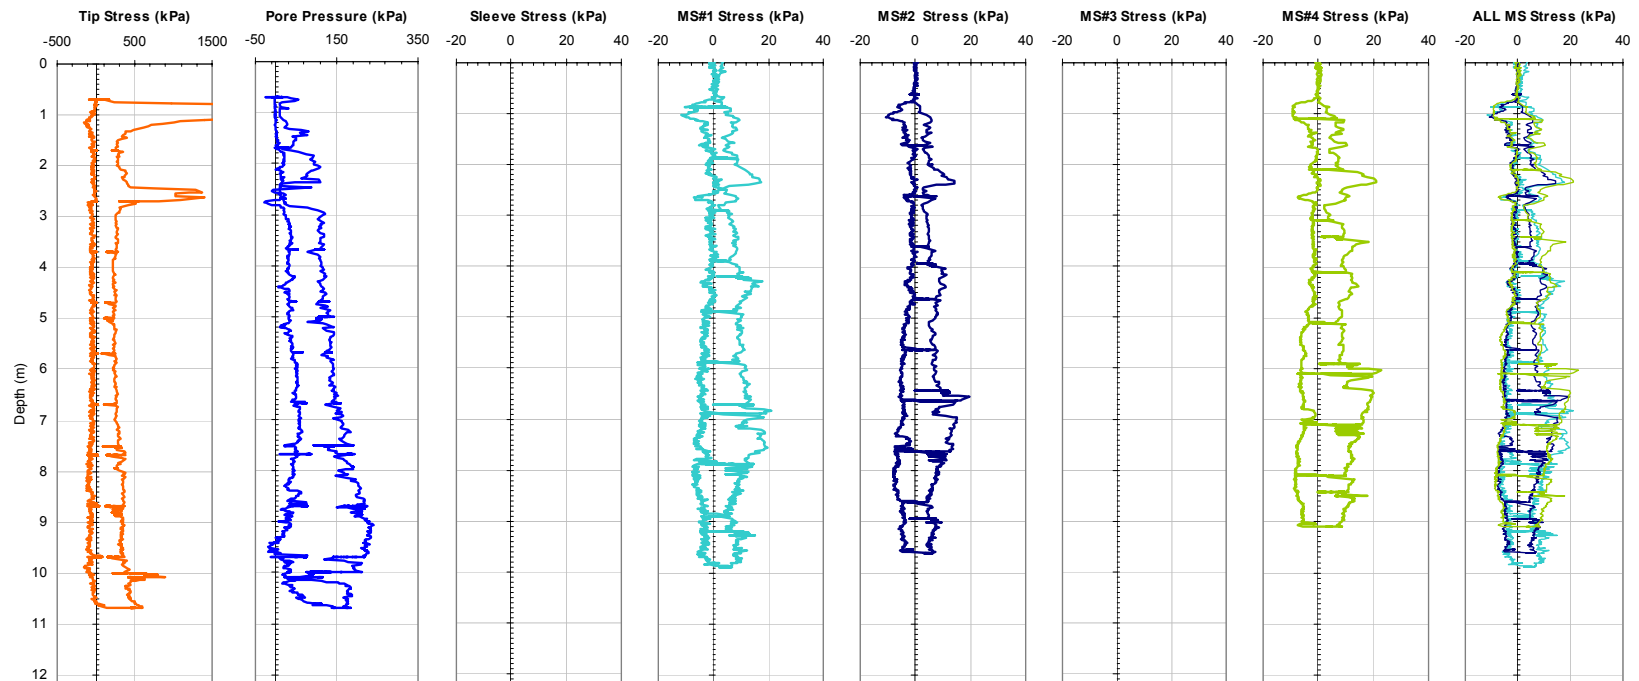 Tip Stress (kPa)
-500 500 1500
Pore Pressure (kPa)
-50 150 350
Sleeve Stress (kPa)
-20 0 20 40
MS#1 Stress (kPa)
-20 0 20 40
MS#2 Stress (kPa)
-20 0 20 40
MS#3 Stress (kPa)
-20 0 20 40
MS#4 Stress (kPa)
-20 0 20 40
ALL MS Stress (kPa)
-20 0 20 40
Depth (m)
0
1
2
3
4
5
6
7
8
9
10
11
12